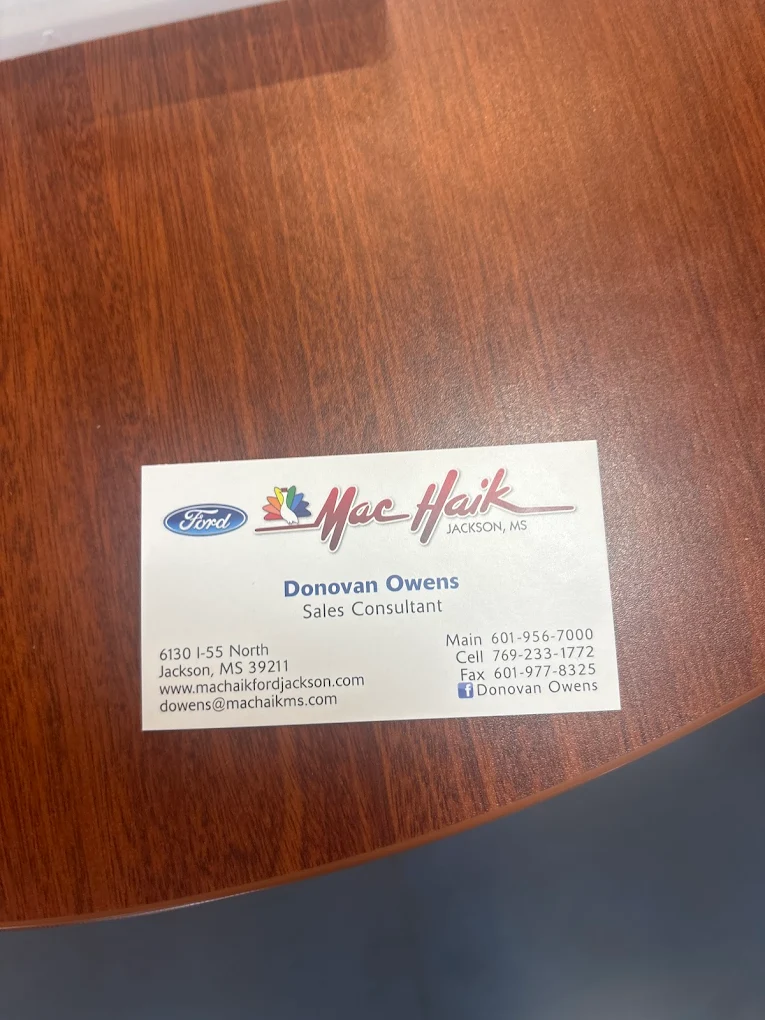 Ford
Mac Haik
JACKSON, MS
Donovan Owens
Sales Consultant
6130 I-55 North
Jackson, MS 39211
www.machaikfordjackson.com
dowens@machaikms.com
Main 601-956-7000
Cell 769-233-1772
Fax 601-977-8325
f Donovan Owens